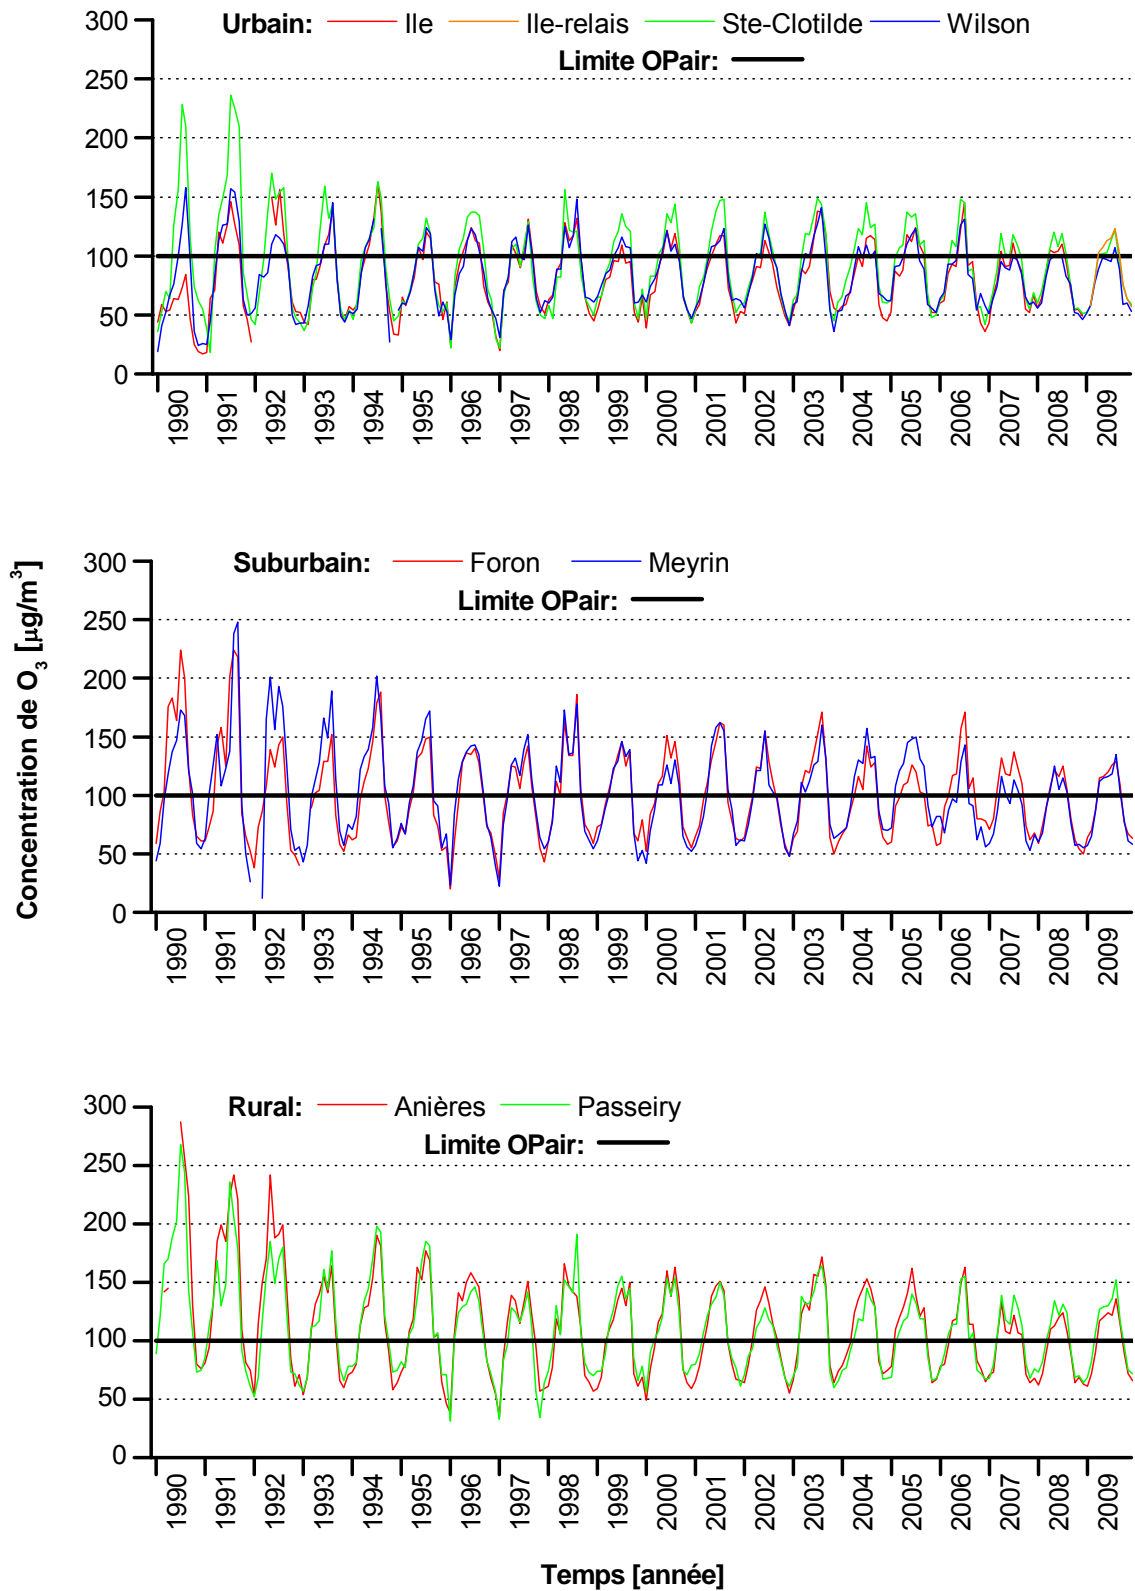 Urbain: Ile Ile-relais Ste-Clotilde Wilson
Limite OPair:
300
250
200
150
100
50
0
1990 1991 1992 1993 1994 1995 1996 1997 1998 1999 2000 2001 2002 2003 2004 2005 2006 2007 2008 2009
Concentration de O₃ [µg/m³]
Suburbain: Foron Meyrin
Limite OPair:
300
250
200
150
100
50
0
1990 1991 1992 1993 1994 1995 1996 1997 1998 1999 2000 2001 2002 2003 2004 2005 2006 2007 2008 2009
Rural: Anières Passeiry
Limite OPair:
300
250
200
150
100
50
0
1990 1991 1992 1993 1994 1995 1996 1997 1998 1999 2000 2001 2002 2003 2004 2005 2006 2007 2008 2009
Temps [année]